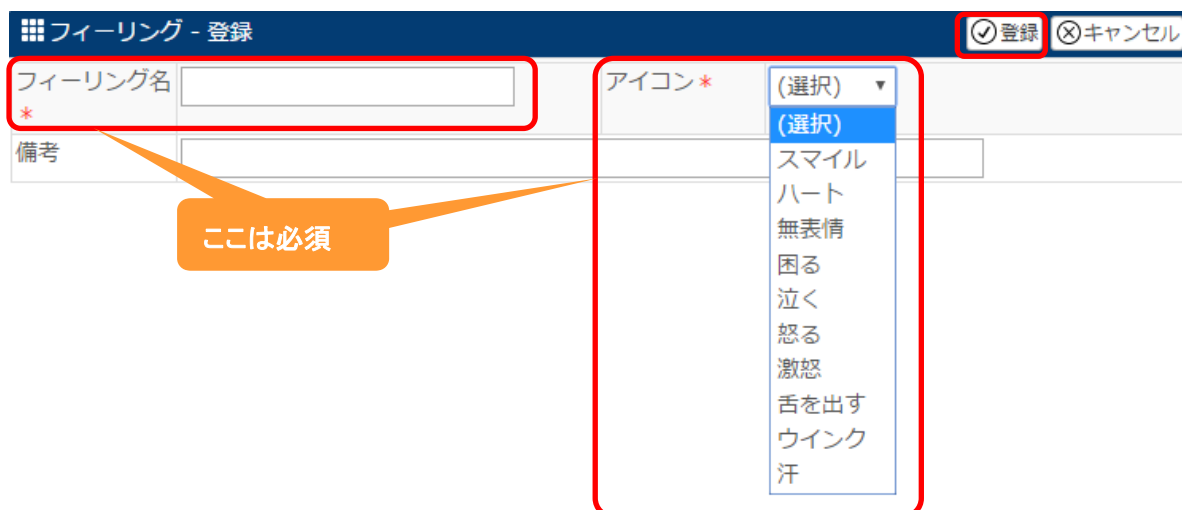 フィーリング - 登録
登録
キャンセル
フィーリング名
*
アイコン*
(選択)
(選択)
スマイル
ハート
無表情
困る
泣く
怒る
激怒
舌を出す
ウインク
汗
備考
ここは必須